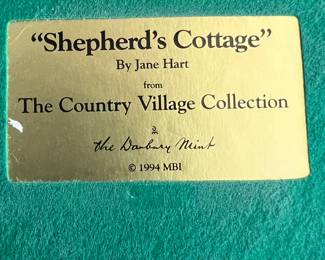 "Shepherd's Cottage"
By Jane Hart
from
The Country Village Collection
the Danbury Mint
© 1994 MBI